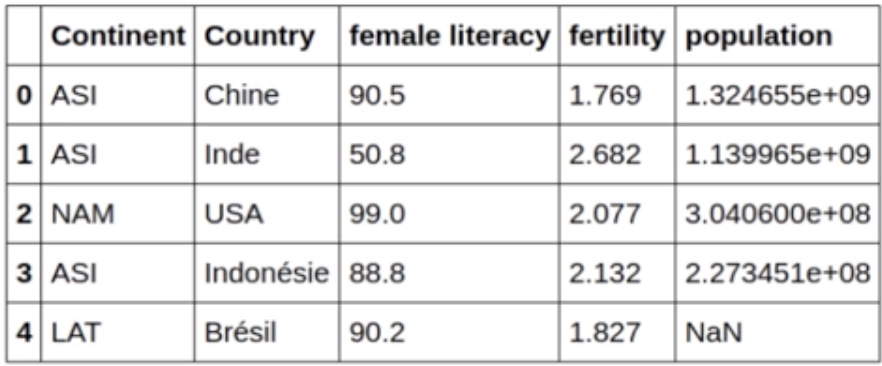 Continent Country female literacy fertility population
0 ASI Chine 90.5 1.769 1.324655e+09
1 ASI Inde 50.8 2.682 1.139965e+09
2 NAM USA 99.0 2.077 3.040600e+08
3 ASI Indonésie 88.8 2.132 2.273451e+08
4 LAT Brésil 90.2 1.827 NaN